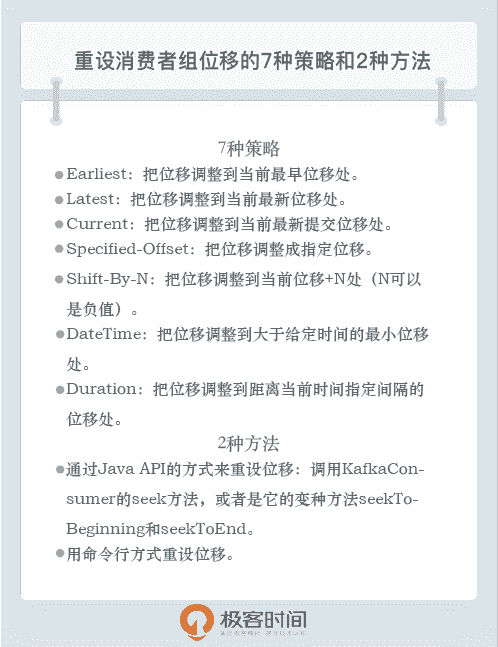 重设消费者组位移的7种策略和2种方法
7种策略
Earliest：把位移调整到当前最早位移处。
Latest：把位移调整到当前最新位移处。
Current：把位移调整到当前最新提交位移处。
Specified-Offset：把位移调整成指定位移。
Shift-By-N：把位移调整到当前位移+N处（N可以
是负值）。
DateTime：把位移调整到大于给定时间的最小位移
处。
Duration：把位移调整到距离当前时间指定间隔的
位移处。
2种方法
通过Java API的方式来重设位移：调用KafkaCon-
sumer的seek方法，或者是它的变种方法seekTo-
Beginning和seekToEnd。
用命令行方式重设位移。
极客时间